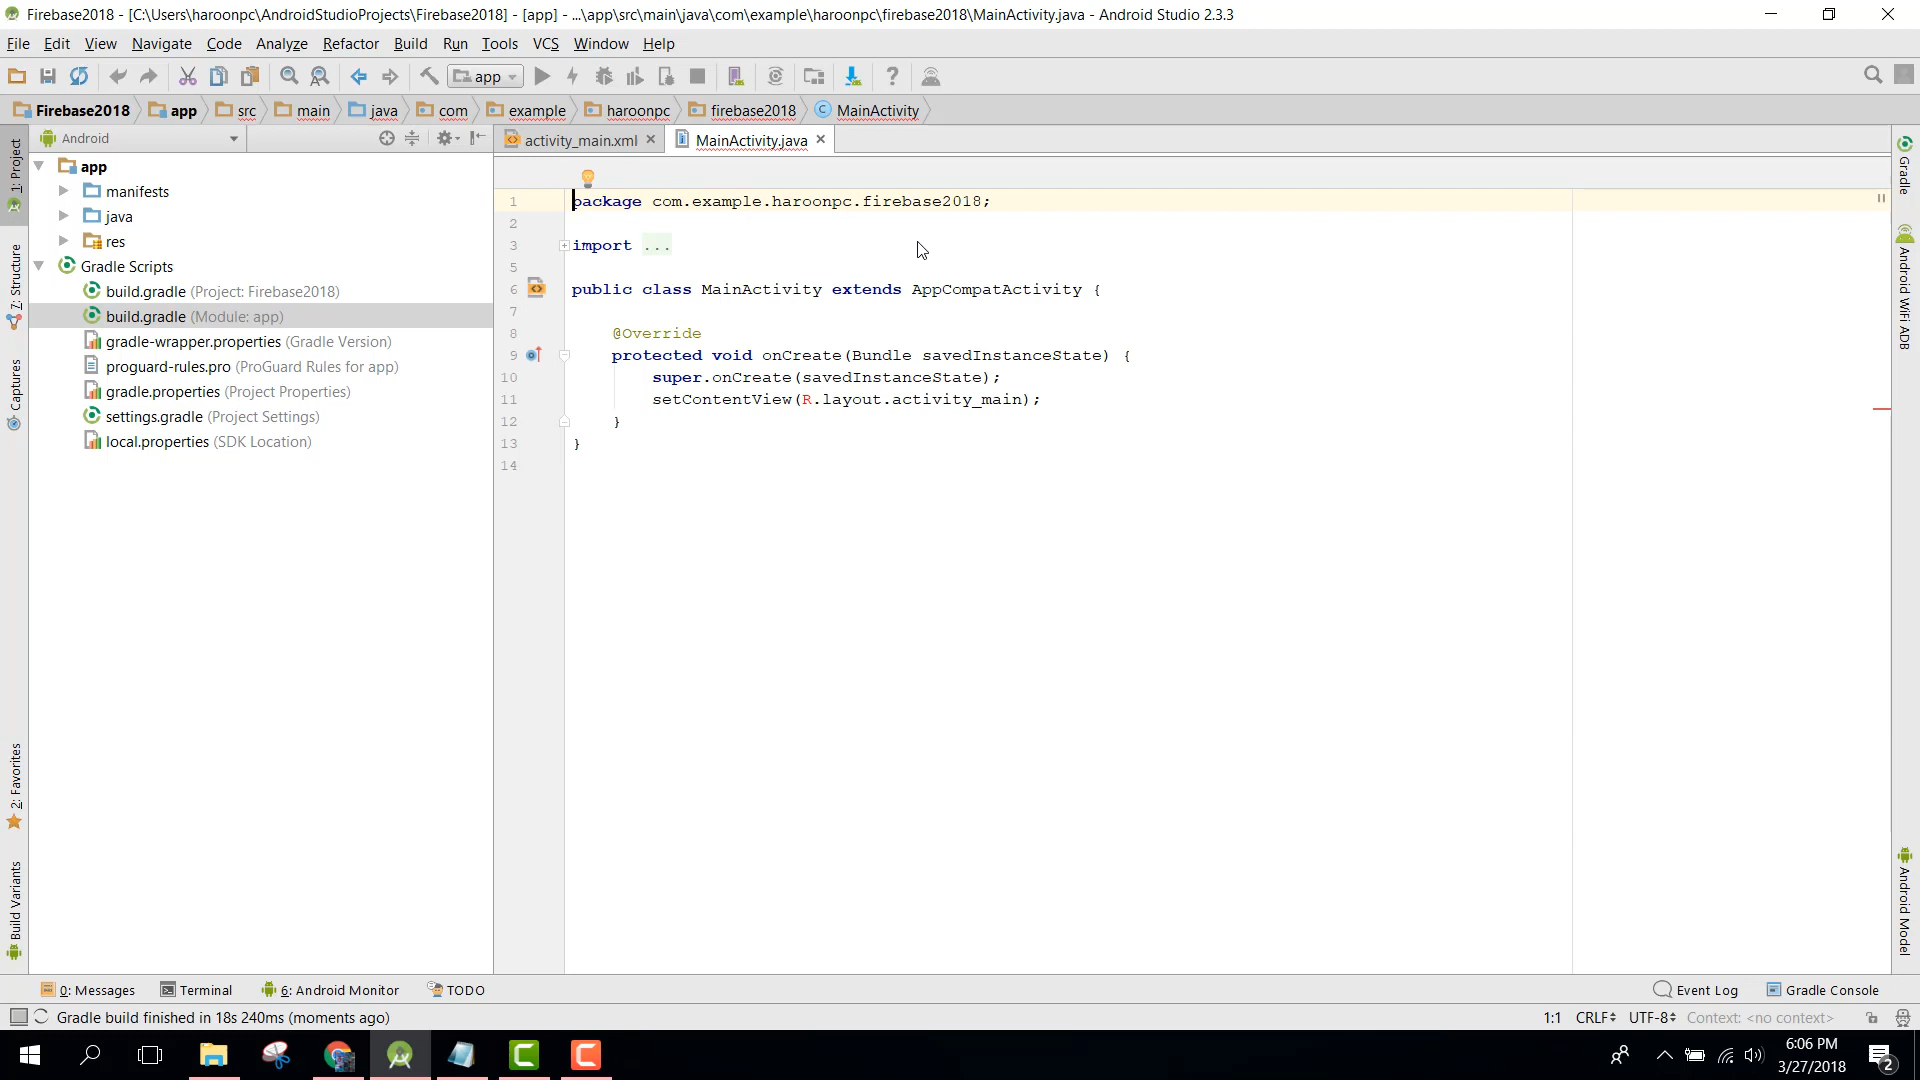 Firebase2018 - [C:\Users\haroonpc\AndroidStudioProjects\Firebase2018] - [app] - ...\app\src\main\java\com\example\haroonpc\firebase2018\MainActivity.java - Android Studio 2.3.3
File Edit View Navigate Code Analyze Refactor Build Run Tools VCS Window Help
app
Firebase2018 app src main java com example haroonpc firebase2018 MainActivity
Android
activity_main.xml MainActivity.java
1: Project
7: Structure
Captures
2: Favorites
Build Variants
app
manifests
java
res
Gradle Scripts
build.gradle (Project: Firebase2018)
build.gradle (Module: app)
gradle-wrapper.properties (Gradle Version)
proguard-rules.pro (ProGuard Rules for app)
gradle.properties (Project Properties)
settings.gradle (Project Settings)
local.properties (SDK Location)
1 package com.example.haroonpc.firebase2018;
2
3 import ...
5
6 public class MainActivity extends AppCompatActivity {
7
8 @Override
9 protected void onCreate(Bundle savedInstanceState) {
10 super.onCreate(savedInstanceState);
11 setContentView(R.layout.activity_main);
12 }
13 }
14
Gradle
Android WiFi ADB
Android Model
0: Messages Terminal 6: Android Monitor TODO Event Log Gradle Console
Gradle build finished in 18s 240ms (moments ago) 1:1 CRLF UTF-8 Context: <no context>
6:06 PM
3/27/2018
2